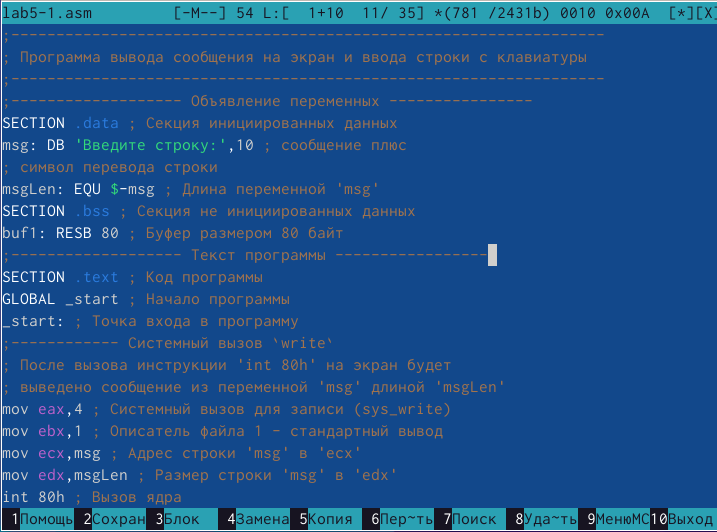 lab5-1.asm [-M--] 54 L:[ 1+10 11/ 35] *(781 /2431b) 0010 0x00A [*][X]
;------------------------------------------------------------------
; Программа вывода сообщения на экран и ввода строки с клавиатуры
;------------------------------------------------------------------
;------------------- Объявление переменных ----------------
SECTION .data ; Секция инициированных данных
msg: DB 'Введите строку:',10 ; сообщение плюс
; символ перевода строки
msgLen: EQU $-msg ; Длина переменной 'msg'
SECTION .bss ; Секция не инициированных данных
buf1: RESB 80 ; Буфер размером 80 байт
;------------------- Текст программы -----------------
SECTION .text ; Код программы
GLOBAL _start ; Начало программы
_start: ; Точка входа в программу
;------------ Системный вызов `write`
; После вызова инструкции 'int 80h' на экран будет
; выведено сообщение из переменной 'msg' длиной 'msgLen'
mov eax,4 ; Системный вызов для записи (sys_write)
mov ebx,1 ; Описатель файла 1 - стандартный вывод
mov ecx,msg ; Адрес строки 'msg' в 'ecx'
mov edx,msgLen ; Размер строки 'msg' в 'edx'
int 80h ; Вызов ядра
1Помощь 2Сохран 3Блок 4Замена 5Копия 6Пер~ть 7Поиск 8Уда~ть 9МенюMC 10Выход